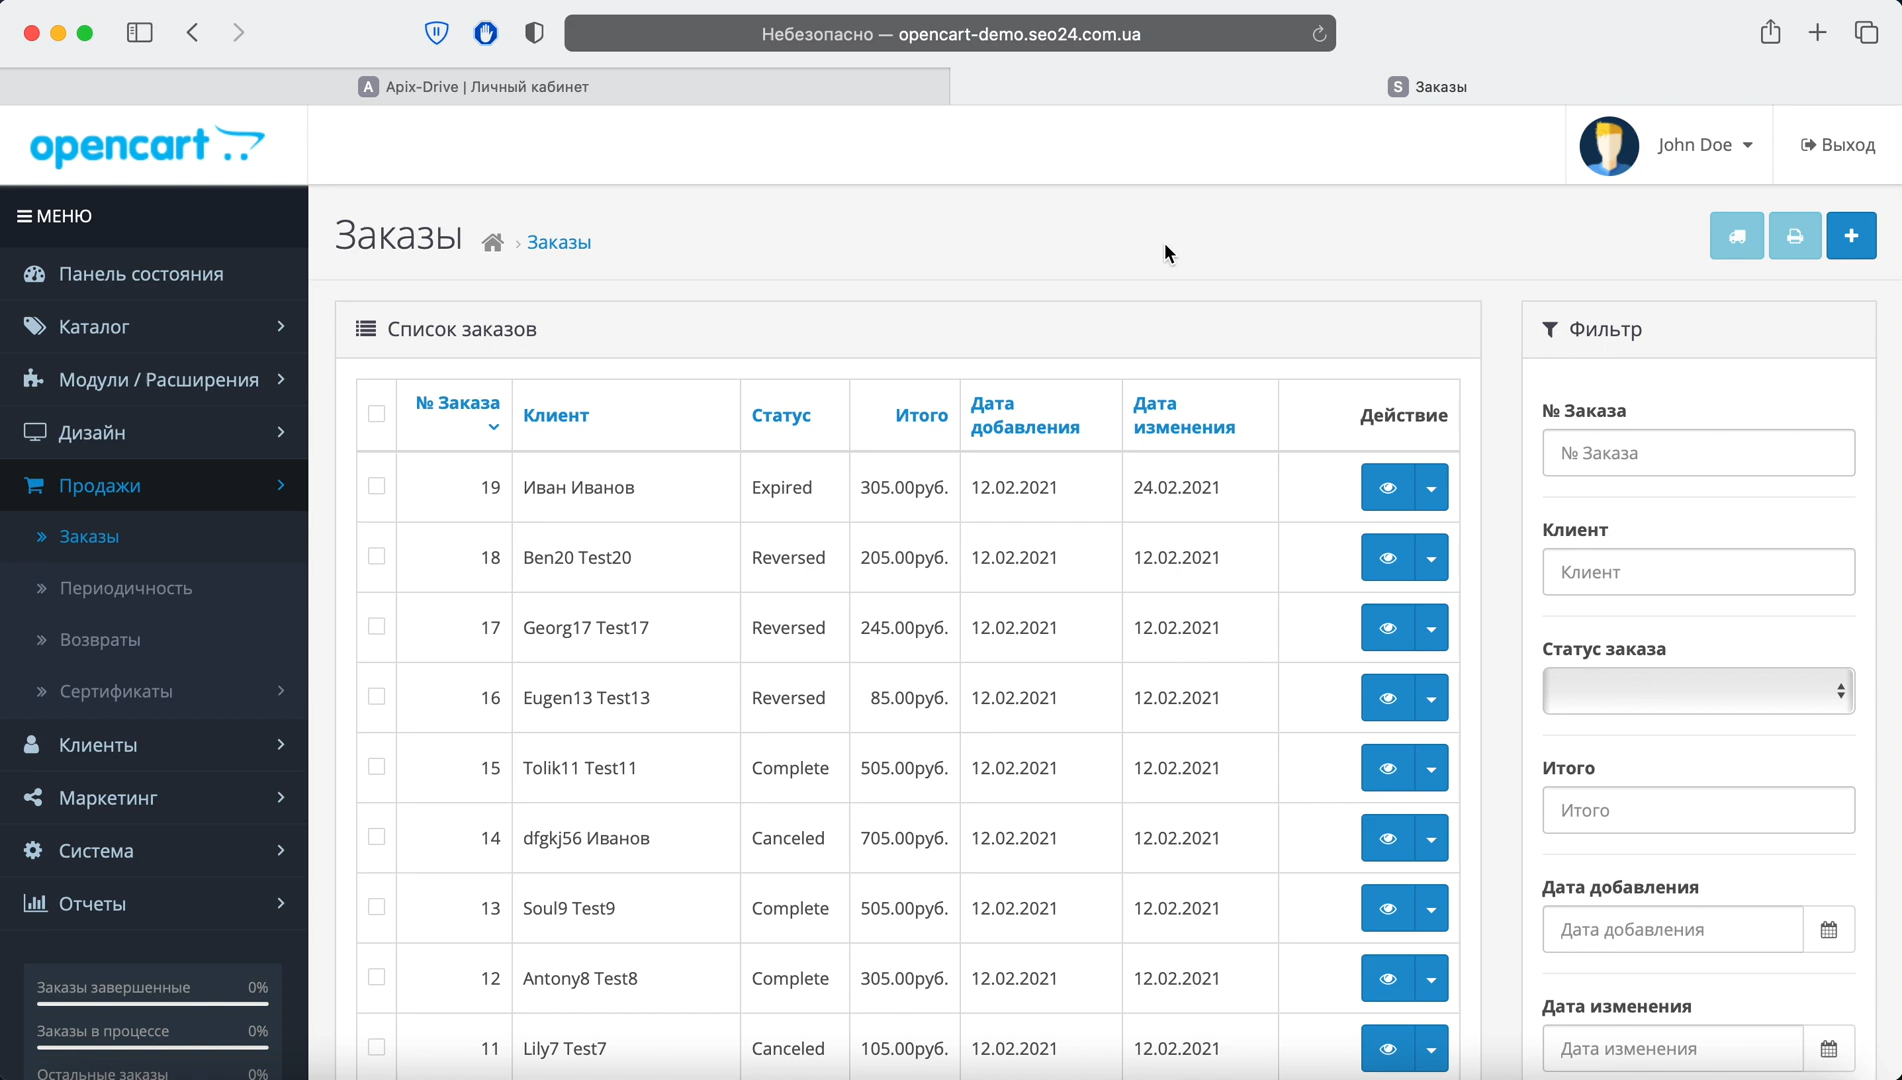 Небезопасно — opencart-demo.seo24.com.ua
A Apix-Drive | Личный кабинет
S Заказы
opencart
John Doe
Выход
МЕНЮ
Панель состояния
Каталог
Модули / Расширения
Дизайн
Продажи
» Заказы
» Периодичность
» Возвраты
» Сертификаты
Клиенты
Маркетинг
Система
Отчеты
Заказы завершенные 0%
Заказы в процессе 0%
Остальные заказы 0%
Заказы › Заказы
Список заказов
№ Заказа Клиент Статус Итого Дата добавления Дата изменения Действие
19 Иван Иванов Expired 305.00руб. 12.02.2021 24.02.2021
18 Ben20 Test20 Reversed 205.00руб. 12.02.2021 12.02.2021
17 Georg17 Test17 Reversed 245.00руб. 12.02.2021 12.02.2021
16 Eugen13 Test13 Reversed 85.00руб. 12.02.2021 12.02.2021
15 Tolik11 Test11 Complete 505.00руб. 12.02.2021 12.02.2021
14 dfgkj56 Иванов Canceled 705.00руб. 12.02.2021 12.02.2021
13 Soul9 Test9 Complete 505.00руб. 12.02.2021 12.02.2021
12 Antony8 Test8 Complete 305.00руб. 12.02.2021 12.02.2021
11 Lily7 Test7 Canceled 105.00руб. 12.02.2021 12.02.2021
Фильтр
№ Заказа
№ Заказа
Клиент
Клиент
Статус заказа
Итого
Итого
Дата добавления
Дата добавления
Дата изменения
Дата изменения